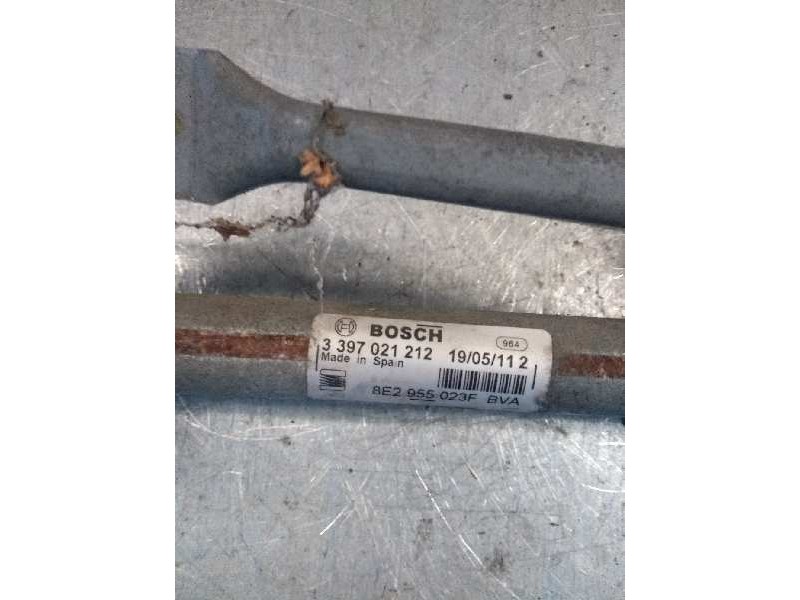 BOSCH
964
3 397 021 212 19/05/11 2
Made in Spain
8E2 955 023F BVA